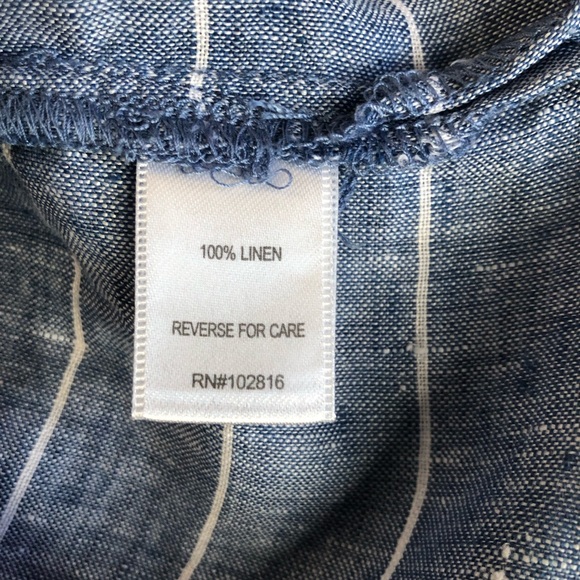 100% LINEN
REVERSE FOR CARE
RN#102816